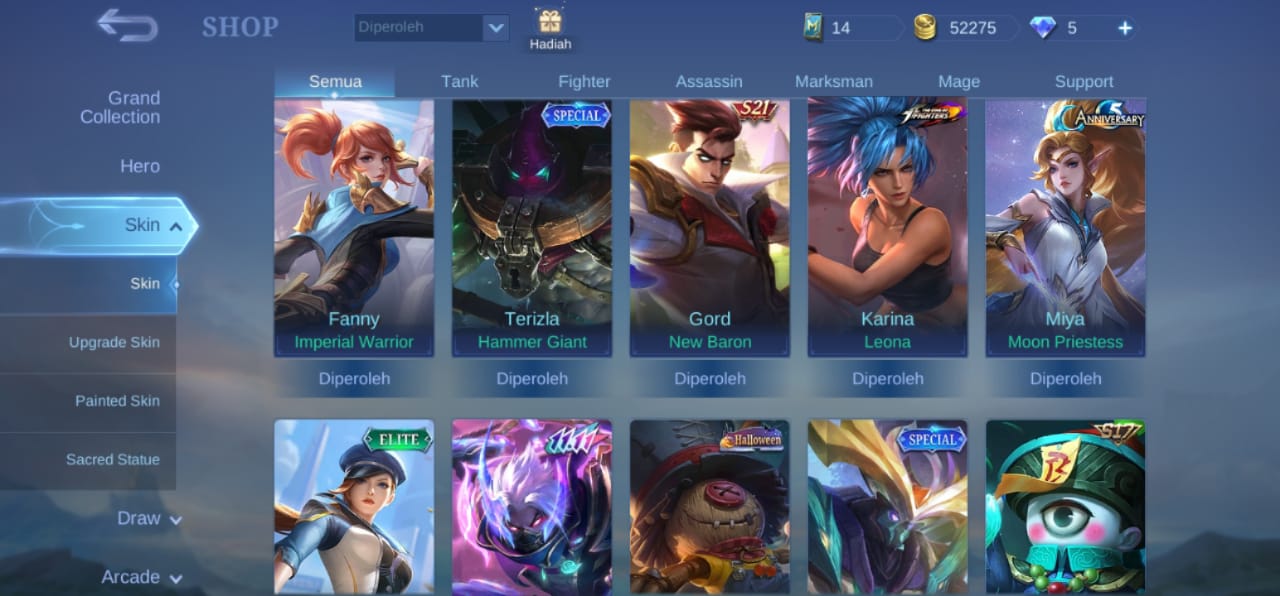 SHOP
Diperoleh
Hadiah
14
52275
5
Grand
Collection
Hero
Skin
Skin
Upgrade Skin
Painted Skin
Sacred Statue
Draw
Arcade
Semua
Tank
Fighter
Assassin
Marksman
Mage
Support
Fanny
Imperial Warrior
Diperoleh
SPECIAL
Terizla
Hammer Giant
Diperoleh
S21
Gord
New Baron
Diperoleh
THE KING OF
FIGHTERS
Karina
Leona
Diperoleh
5
ANNIVERSARY
Miya
Moon Priestess
Diperoleh
ELITE
11.11
Halloween
SPECIAL
S17